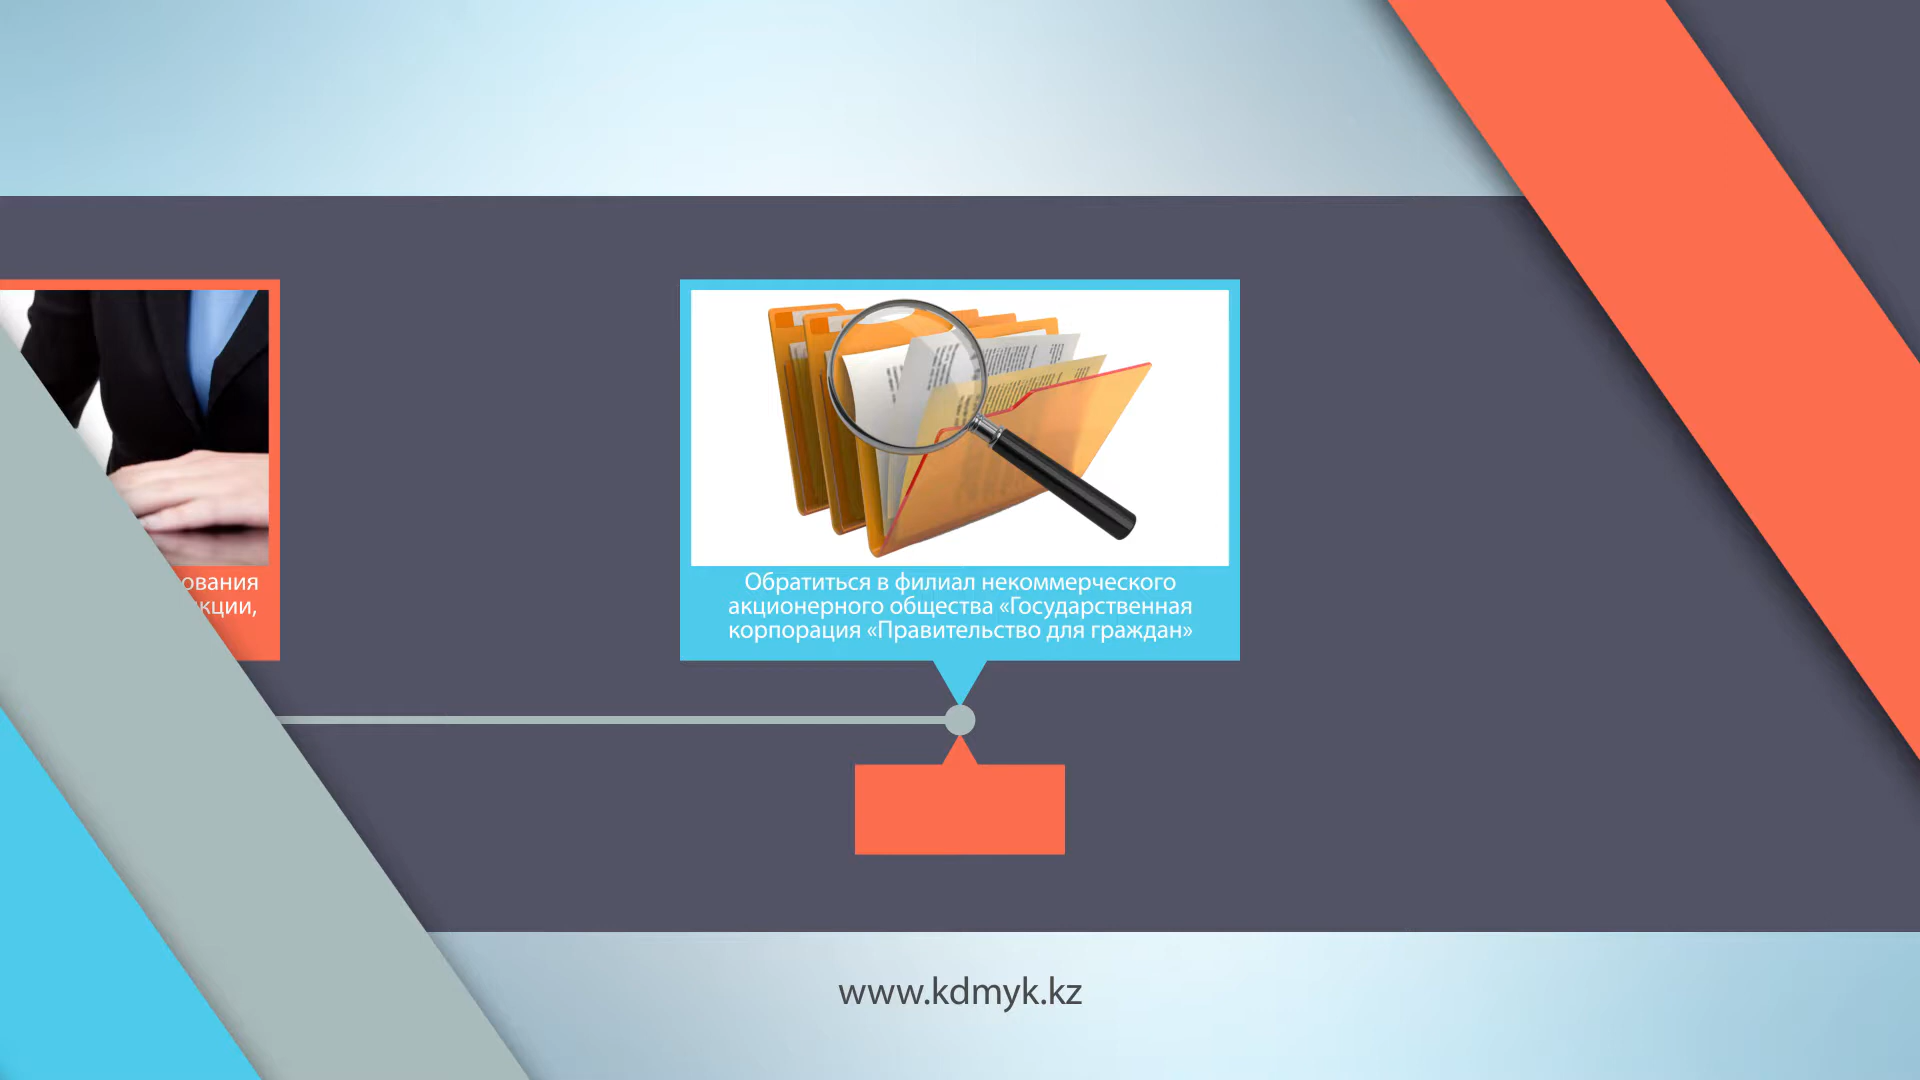 ования
кции,
Обратиться в филиал некоммерческого
акционерного общества «Государственная
корпорация «Правительство для граждан»
www.kdmyk.kz